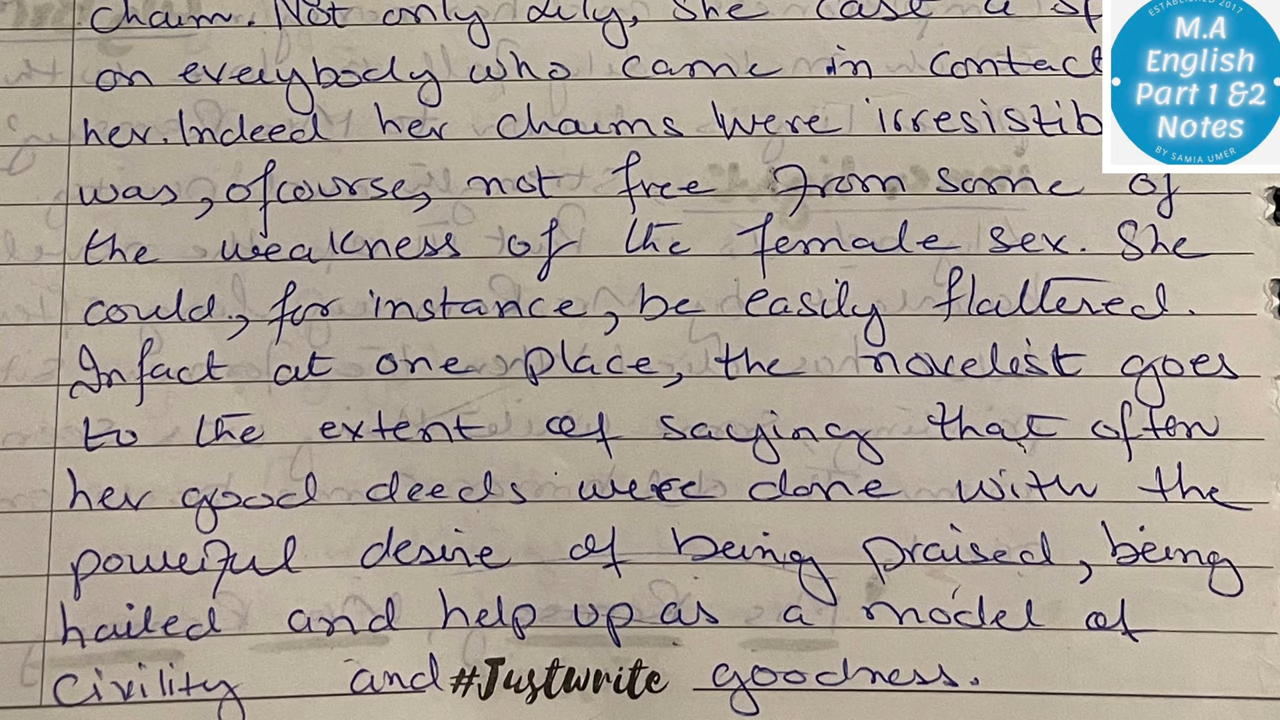 charm. Not only Lily, she cast a sp
on everybody who came in contact
her. Indeed her charms were irresistib
was, ofcourse, not free from some of
the weakness of the female sex. She
could, for instance, be easily flattered.
Infact at one place, the novelist goes
to the extent of saying that often
her good deeds were done with the
powerful desire of being praised, being
hailed and help up as a model of
civility and #Justwrite goodness.
ESTABLISHED 2017
M.A
English
Part 1 &2
Notes
BY SAMIA UMER